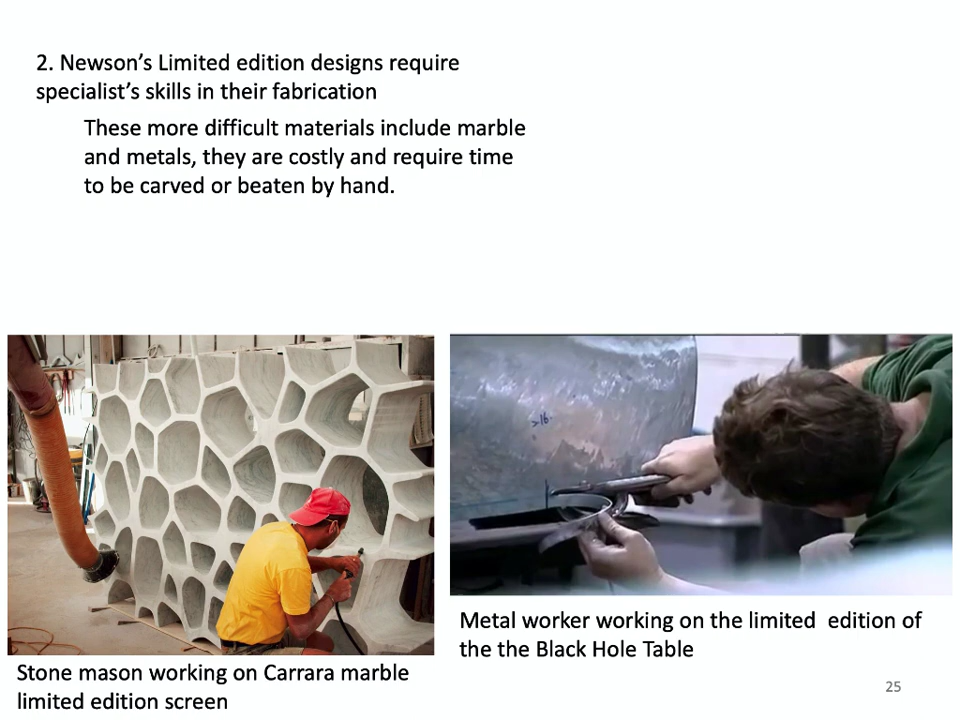 2. Newson’s Limited edition designs require
specialist’s skills in their fabrication
These more difficult materials include marble
and metals, they are costly and require time
to be carved or beaten by hand.
>16.
Metal worker working on the limited  edition of
the the Black Hole Table
Stone mason working on Carrara marble
limited edition screen
25